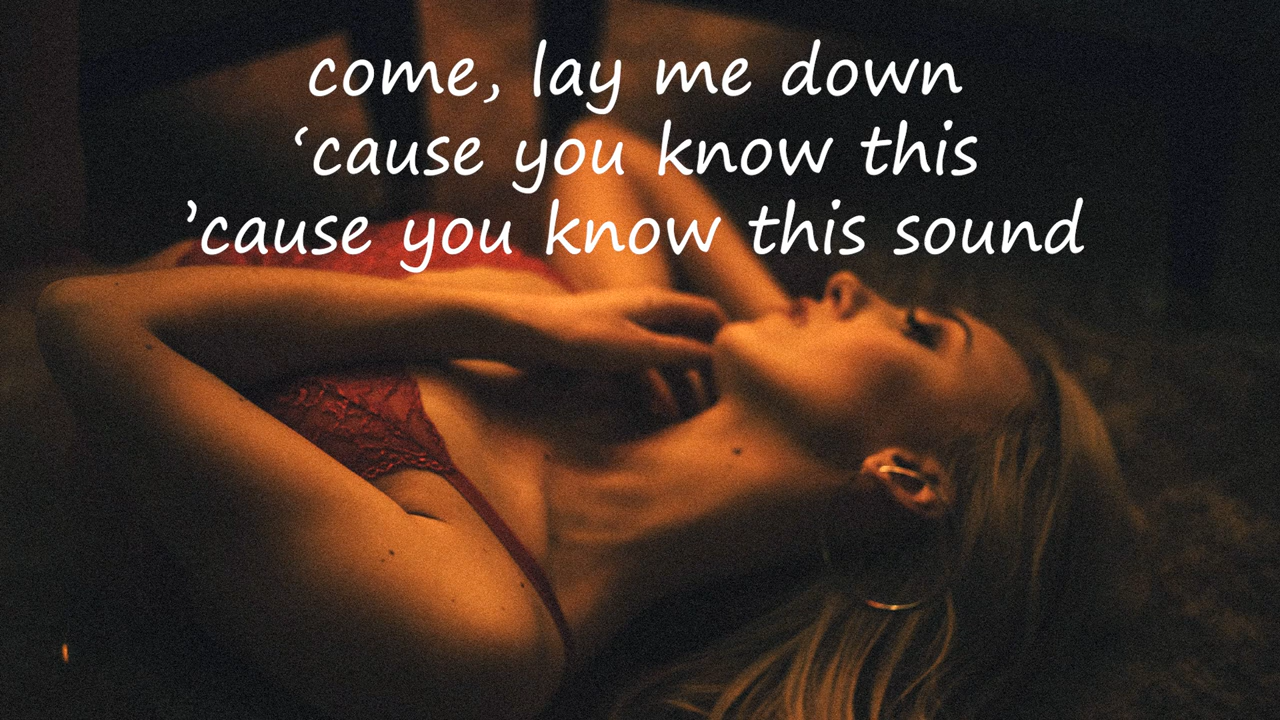 come, lay me down
‘cause you know this
’cause you know this sound